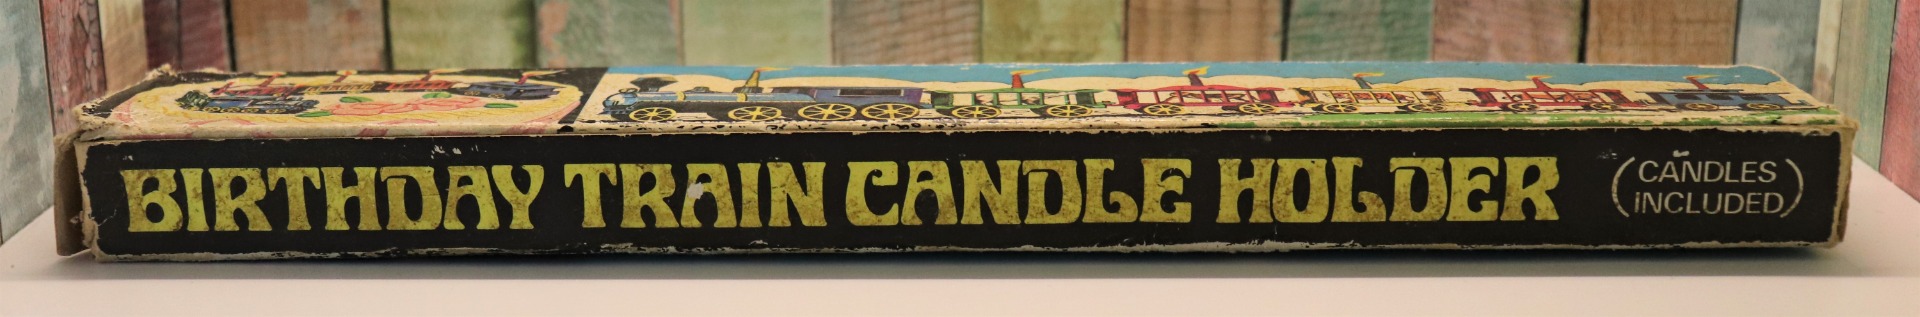 BIRTHDAY TRAIN CANDLE HOLDER
(CANDLES
INCLUDED)